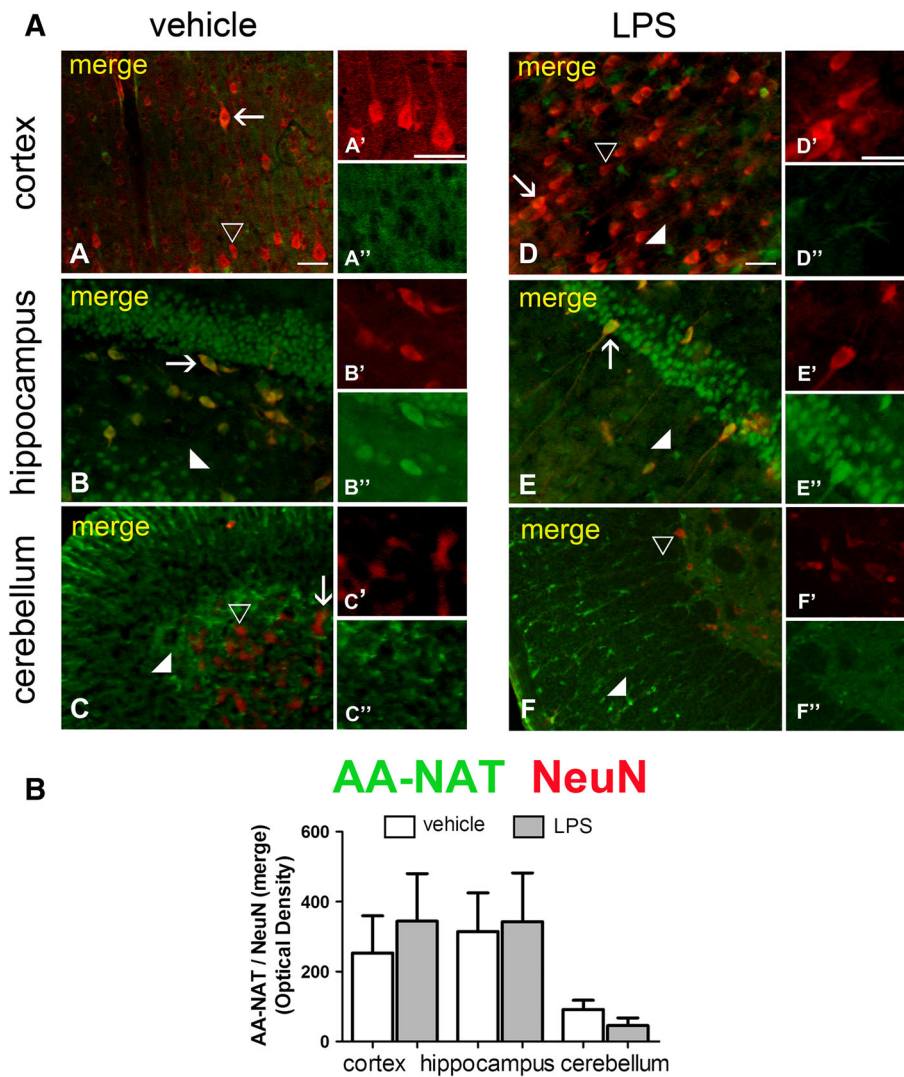 A
vehicle
LPS
cortex
merge
A
A’
A’’
merge
D
D’
D’’
hippocampus
merge
B
B’
B’’
merge
E
E’
E’’
cerebellum
merge
C
C’
C’’
merge
F
F’
F’’
AA-NAT NeuN
B
vehicle LPS
AA-NAT / NeuN (merge)
(Optical Density)
600
400
200
0
cortex hippocampus cerebellum